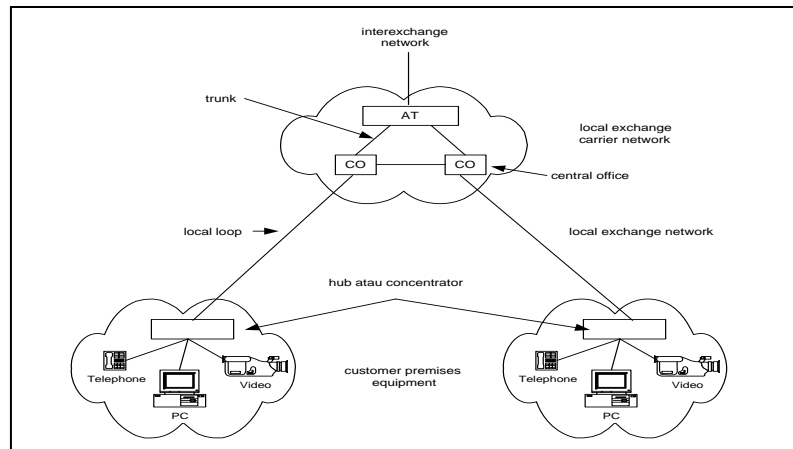 interexchange
network
trunk
AT
local exchange
carrier network
CO
CO
central office
local loop
local exchange network
hub atau concentrator
Telephone
Video
PC
customer premises
equipment
Telephone
Video
PC